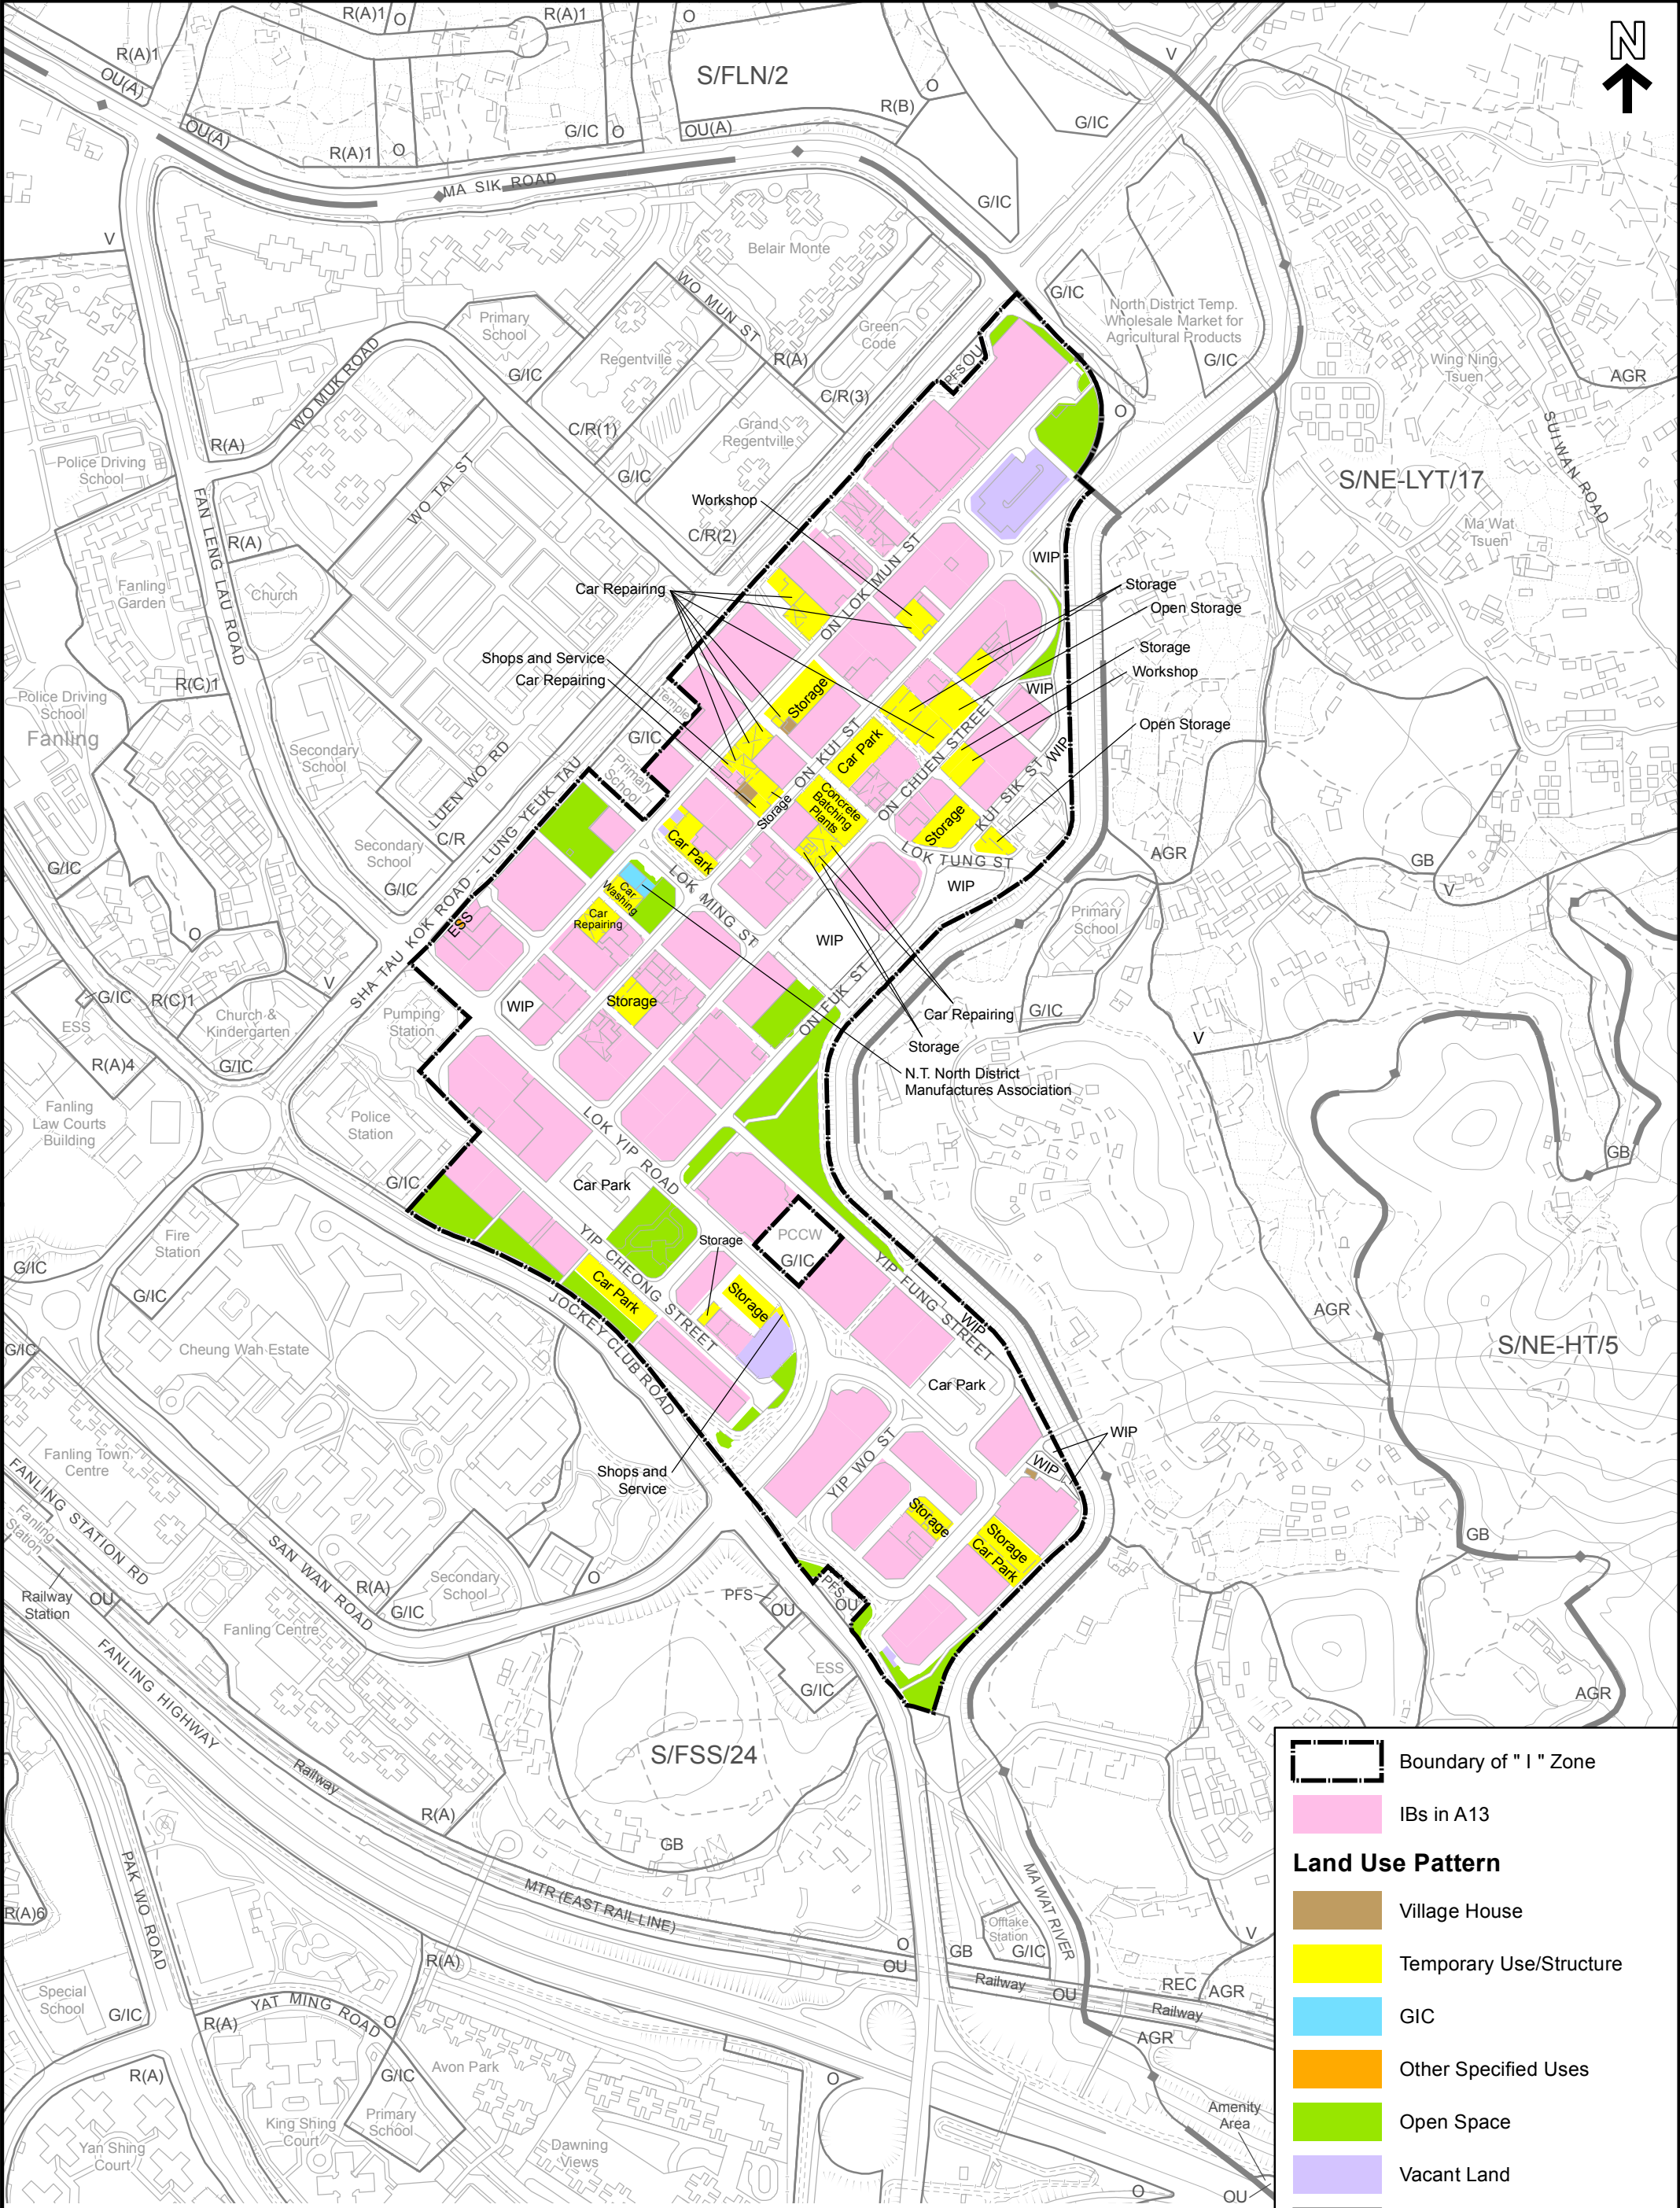 R(A)1
O
R(A)1
O
N
R(A)1
OU(A)
S/FLN/2
V
O
R(B)
OU(A)
G/IC
O
OU(A)
G/IC
R(A)1
O
MA SIK ROAD
G/IC
V
Belair Monte
WO MUN ST
G/IC
North District Temp.
Wholesale Market for
Agricultural Products
G/IC
Primary
School
Green
Code
Regentville
R(A)
PFS
OU
Wing Ning
Tsuen
AGR
G/IC
WO MUK ROAD
C/R(3)
O
SUI WAN ROAD
C/R(1)
Grand
Regentville
R(A)
Police Driving
School
G/IC
WO TAI ST
S/NE-LYT/17
Workshop
FAN LENG LAU ROAD
C/R(2)
Ma Wat
Tsuen
R(A)
WIP
ON LOK MUN ST
Fanling
Garden
Church
Car Repairing
Storage
Open Storage
Shops and Service
Car Repairing
Storage
Workshop
R(C)1
Temple
Storage
WIP
Police Driving
School
Fanling
G/IC
Open Storage
Secondary
School
ON KUI ST
Car Park
ON CHUEN STREET
WIP
LUEN WO RD
Primary
School
KUI SIK ST
Concrete
Batching
Plants
Storage
Storage
C/R
Secondary
School
G/IC
Car Park
LOK TUNG ST
AGR
GB
V
G/IC
SHA TAU KOK ROAD - LUNG YEUK TAU
LOK MING ST
Car
Washing
WIP
Car
Repairing
ESS
Primary
School
O
WIP
V
G/IC
R(C)1
ESS
Church &
Kindergarten
Pumping
Station
WIP
Storage
ON FUK ST
Car Repairing
G/IC
R(A)4
G/IC
Storage
V
N.T. North District
Manufactures Association
Fanling
Law Courts
Building
Police
Station
LOK YIP ROAD
GB
G/IC
Car Park
Fire
Station
YIP CHEONG STREET
Storage
PCCW
G/IC
YIP FUNG STREET
G/IC
G/IC
Car Park
Storage
WIP
AGR
JOCKEY CLUB ROAD
G/IC
Cheung Wah Estate
S/NE-HT/5
Car Park
Fanling Town
Centre
YIP WO ST
WIP
WIP
Shops and
Service
FANLING STATION RD
Fanling
Station
Storage
Storage
Car Park
GB
SAN WAN ROAD
R(A)
G/IC
Secondary
School
O
PFS
OU
PFS
OU
Railway
Station
OU
Fanling Centre
ESS
G/IC
FANLING HIGHWAY
AGR
S/FSS/24
Railway
R(A)
GB
PAK WO ROAD
MTR (EAST RAIL LINE)
MA WAT RIVER
R(A)6
Offtake
Station
G/IC
O
OU
GB
V
R(A)
Railway
OU
REC
AGR
Railway
AGR
Special
School
G/IC
YAT MING ROAD
R(A)
O
R(A)
G/IC
Avon Park
O
King Shing
Court
Primary
School
Yan Shing
Court
Dawning
Views
Amenity
Area
O
OU
Boundary of " I " Zone
IBs in A13
Land Use Pattern
Village House
Temporary Use/Structure
GIC
Other Specified Uses
Open Space
Vacant Land